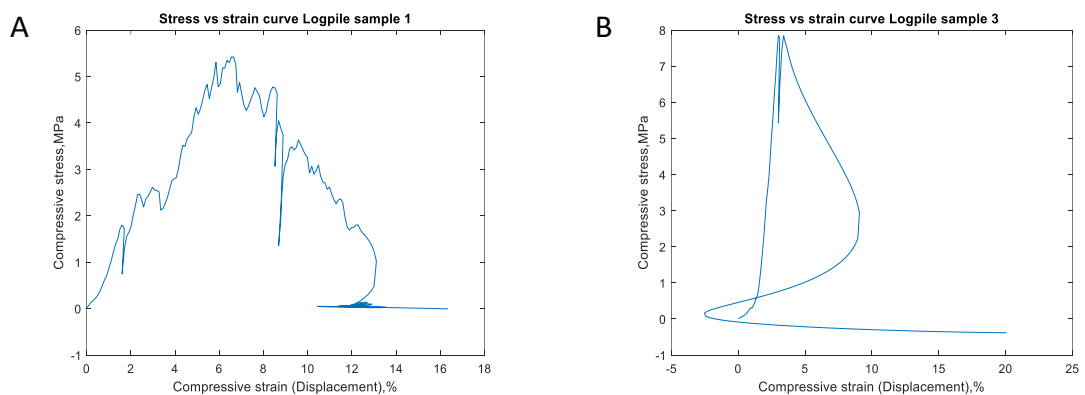 A
Stress vs strain curve Logpile sample 1
6
5
4
3
2
1
0
-1
Compressive stress,MPa
0 2 4 6 8 10 12 14 16 18
Compressive strain (Displacement),%
B
Stress vs strain curve Logpile sample 3
8
7
6
5
4
3
2
1
0
-1
Compressive stress,MPa
-5 0 5 10 15 20 25
Compressive strain (Displacement),%